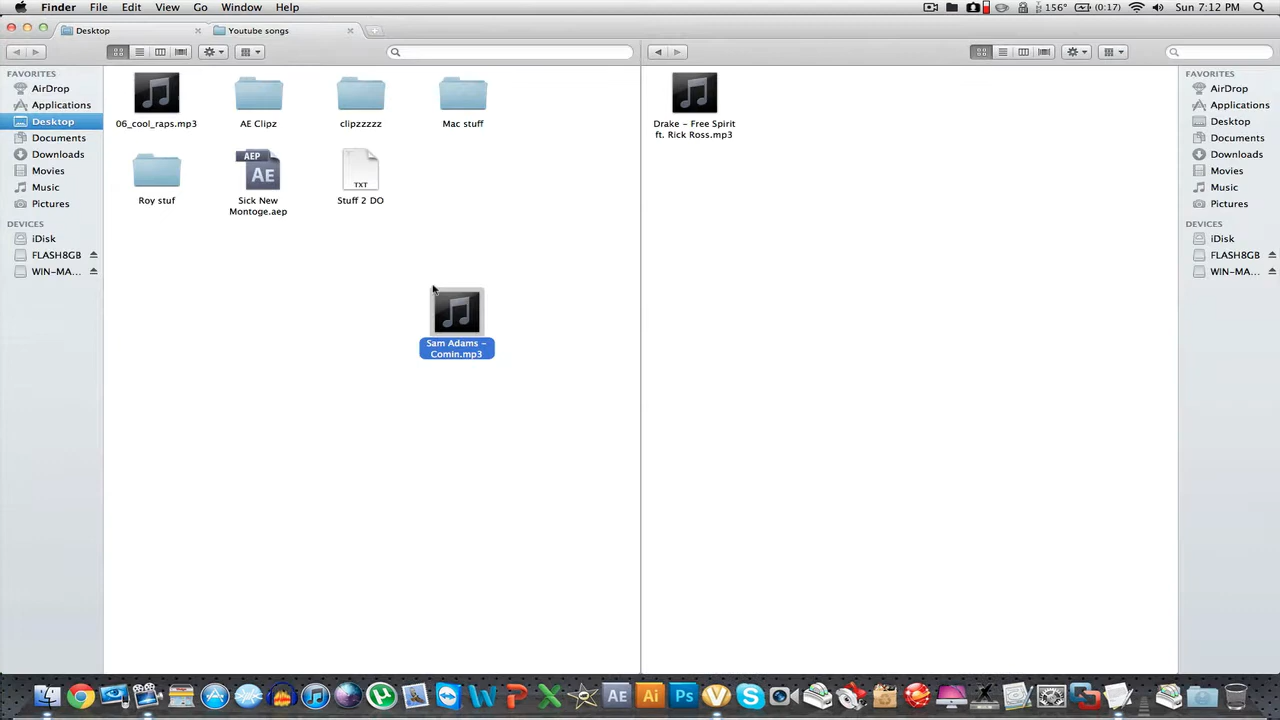 Finder File Edit View Go Window Help
156° (0:17) Sun 7:12 PM
Desktop
Youtube songs
FAVORITES
AirDrop
Applications
Desktop
Documents
Downloads
Movies
Music
Pictures
DEVICES
iDisk
FLASH8GB
WIN-MA...
06_cool_raps.mp3
AE Clipz
clipzzzzz
Mac stuff
AEP
AE
TXT
Roy stuf
Sick New
Montoge.aep
Stuff 2 DO
Sam Adams -
Comin.mp3
Drake - Free Spirit
ft. Rick Ross.mp3
FAVORITES
AirDrop
Applications
Desktop
Documents
Downloads
Movies
Music
Pictures
DEVICES
iDisk
FLASH8GB
WIN-MA...
W P X AE Ai Ps V S